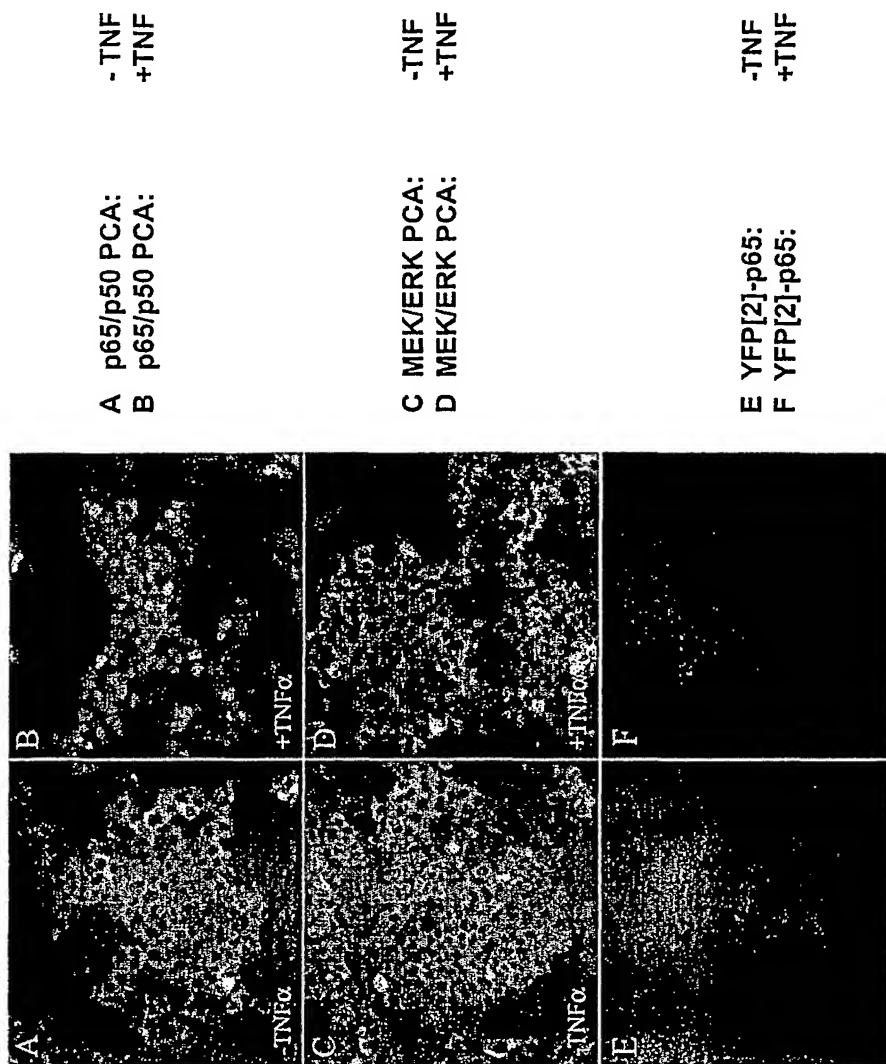 A p65/p50 PCA: - TNF
B p65/p50 PCA: +TNF
C MEK/ERK PCA: -TNF
D MEK/ERK PCA: +TNF
E YFP[2]-p65: -TNF
F YFP[2]-p65: +TNF
A
-TNFα
B
+TNFα
C
-TNFα
D
+TNFα
E
F